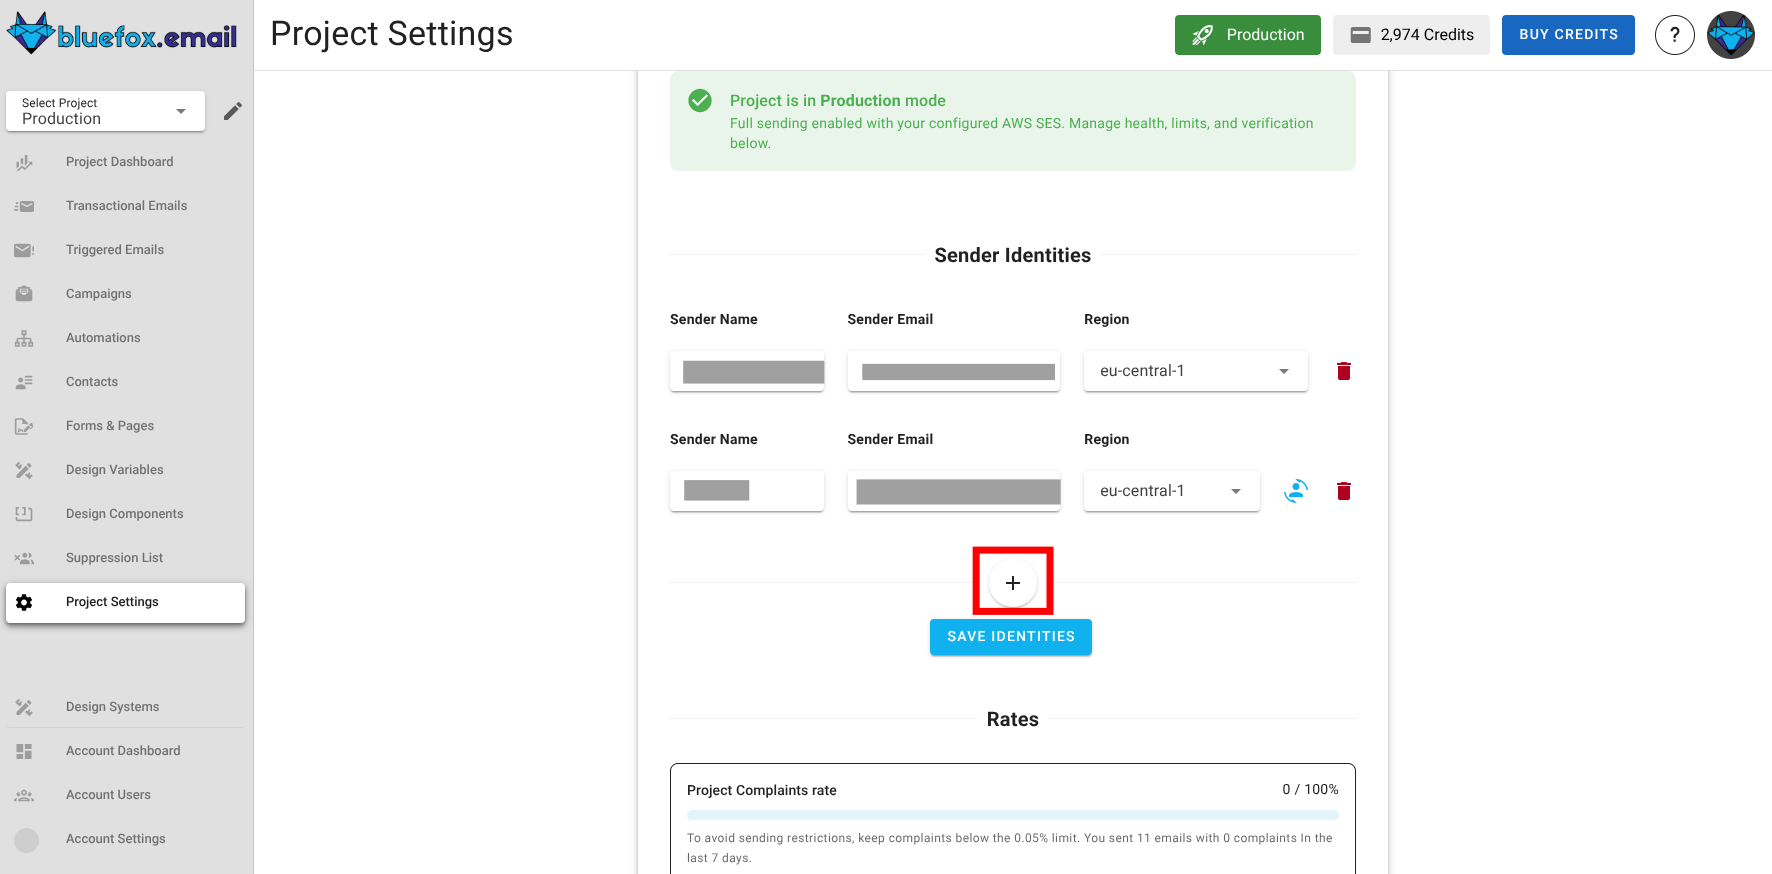 bluefox.email
Project Settings
Production
2,974 Credits
BUY CREDITS
?
Select Project
Production
Project Dashboard
Transactional Emails
Triggered Emails
Campaigns
Automations
Contacts
Forms & Pages
Design Variables
Design Components
Suppression List
Project Settings
Design Systems
Account Dashboard
Account Users
Account Settings
Project is in Production mode
Full sending enabled with your configured AWS SES. Manage health, limits, and verification
below.
Sender Identities
Sender Name Sender Email Region
eu-central-1
Sender Name Sender Email Region
eu-central-1
+
SAVE IDENTITIES
Rates
Project Complaints rate 0 / 100%
To avoid sending restrictions, keep complaints below the 0.05% limit. You sent 11 emails with 0 complaints In the
last 7 days.